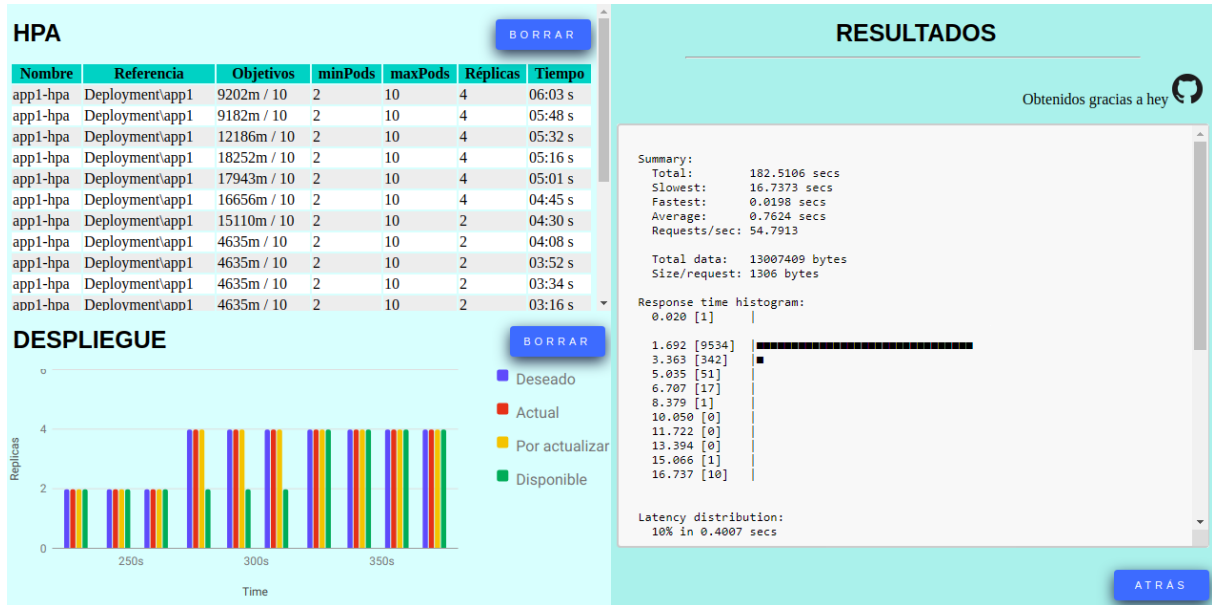 HPA
BORRAR
Nombre Referencia Objetivos minPods maxPods Réplicas Tiempo
app1-hpa Deployment\app1 9202m / 10 2 10 4 06:03 s
app1-hpa Deployment\app1 9182m / 10 2 10 4 05:48 s
app1-hpa Deployment\app1 12186m / 10 2 10 4 05:32 s
app1-hpa Deployment\app1 18252m / 10 2 10 4 05:16 s
app1-hpa Deployment\app1 17943m / 10 2 10 4 05:01 s
app1-hpa Deployment\app1 16656m / 10 2 10 4 04:45 s
app1-hpa Deployment\app1 15110m / 10 2 10 2 04:30 s
app1-hpa Deployment\app1 4635m / 10 2 10 2 04:08 s
app1-hpa Deployment\app1 4635m / 10 2 10 2 03:52 s
app1-hpa Deployment\app1 4635m / 10 2 10 2 03:34 s
app1-hpa Deployment\app1 4635m / 10 2 10 2 03:16 s
DESPLIEGUE
BORRAR
6
4
2
0
Replicas
250s 300s 350s
Time
Deseado
Actual
Por actualizar
Disponible
RESULTADOS
Obtenidos gracias a hey
Summary:
Total: 182.5106 secs
Slowest: 16.7373 secs
Fastest: 0.0198 secs
Average: 0.7624 secs
Requests/sec: 54.7913
Total data: 13007409 bytes
Size/request: 1306 bytes
Response time histogram:
0.020 [1] |
1.692 [9534] |■■■■■■■■■■■■■■■■■■■■■■■■■■■■■■■
3.363 [342] |■
5.035 [51] |
6.707 [17] |
8.379 [1] |
10.050 [0] |
11.722 [0] |
13.394 [0] |
15.066 [1] |
16.737 [10] |
Latency distribution:
10% in 0.4007 secs
ATRÁS